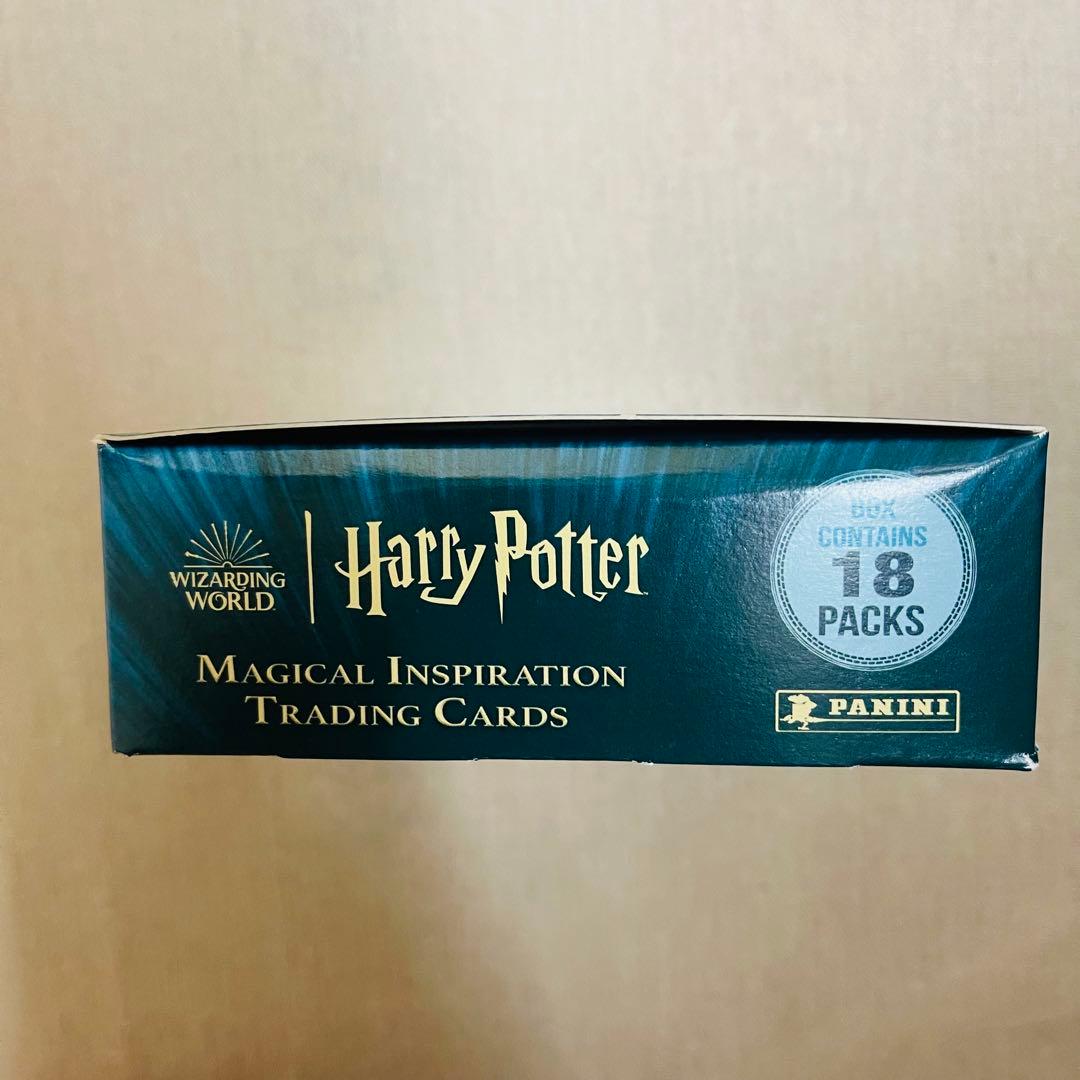 WIZARDING
WORLD
Harry Potter
MAGICAL INSPIRATION
TRADING CARDS
BOX
CONTAINS
18
PACKS
PANINI